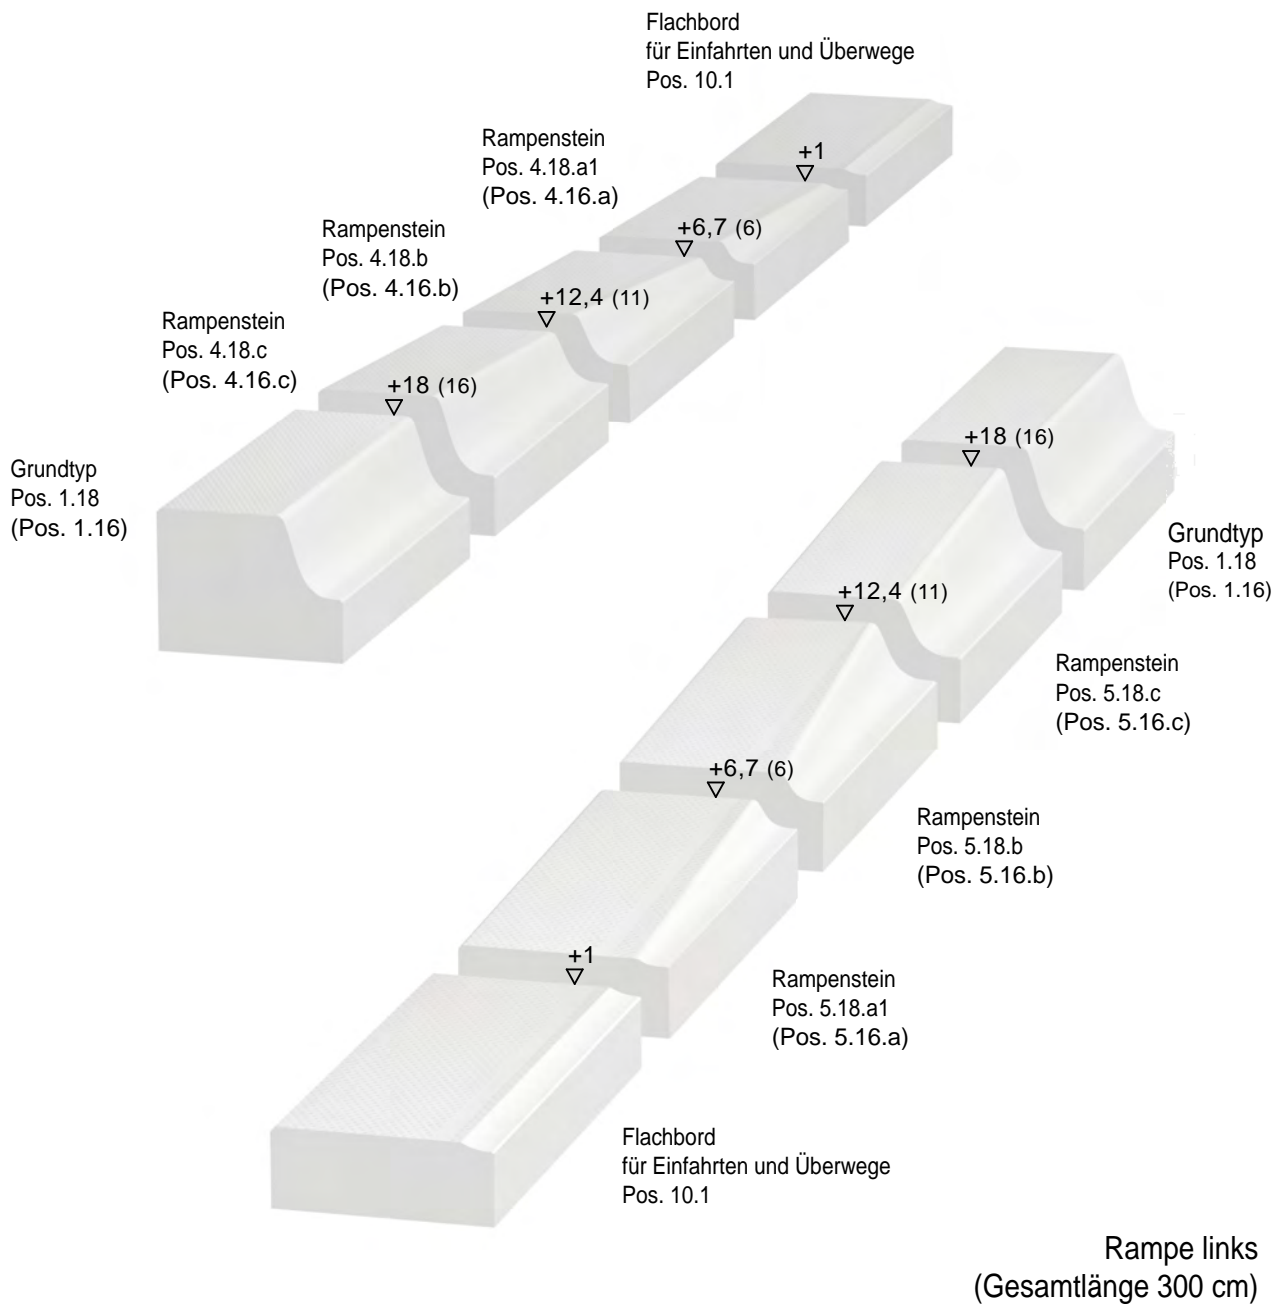 Flachbord
für Einfahrten und Überwege
Pos. 10.1
+1
Rampenstein
Pos. 4.18.a1
(Pos. 4.16.a)
+6,7 (6)
Rampenstein
Pos. 4.18.b
(Pos. 4.16.b)
+12,4 (11)
Rampenstein
Pos. 4.18.c
(Pos. 4.16.c)
+18 (16)
Grundtyp
Pos. 1.18
(Pos. 1.16)
+18 (16)
Grundtyp
Pos. 1.18
(Pos. 1.16)
+12,4 (11)
Rampenstein
Pos. 5.18.c
(Pos. 5.16.c)
+6,7 (6)
Rampenstein
Pos. 5.18.b
(Pos. 5.16.b)
+1
Rampenstein
Pos. 5.18.a1
(Pos. 5.16.a)
Flachbord
für Einfahrten und Überwege
Pos. 10.1
Rampe links
(Gesamtlänge 300 cm)